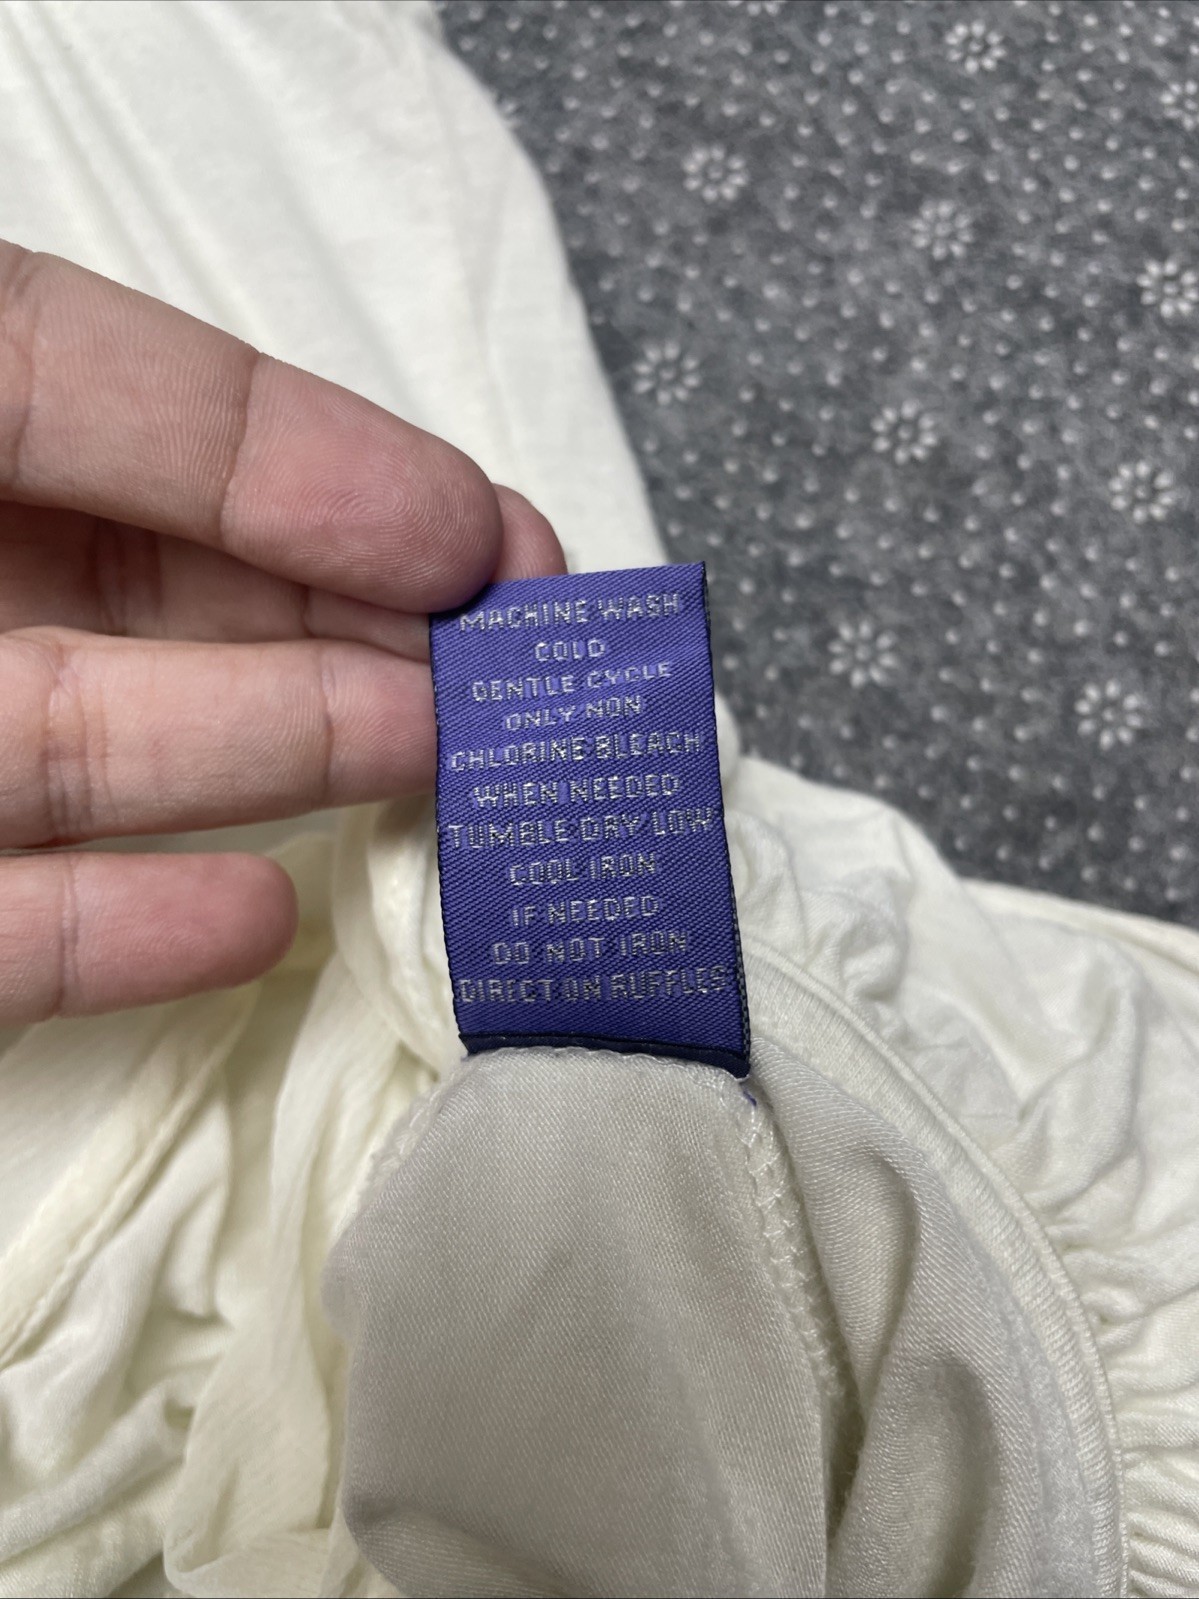 MACHINE WASH
COLD
GENTLE CYCLE
ONLY NON
CHLORINE BLEACH
WHEN NEEDED
TUMBLE DRY LOW
COOL IRON
IF NEEDED
DO NOT IRON
DIRECT ON RUFFLES